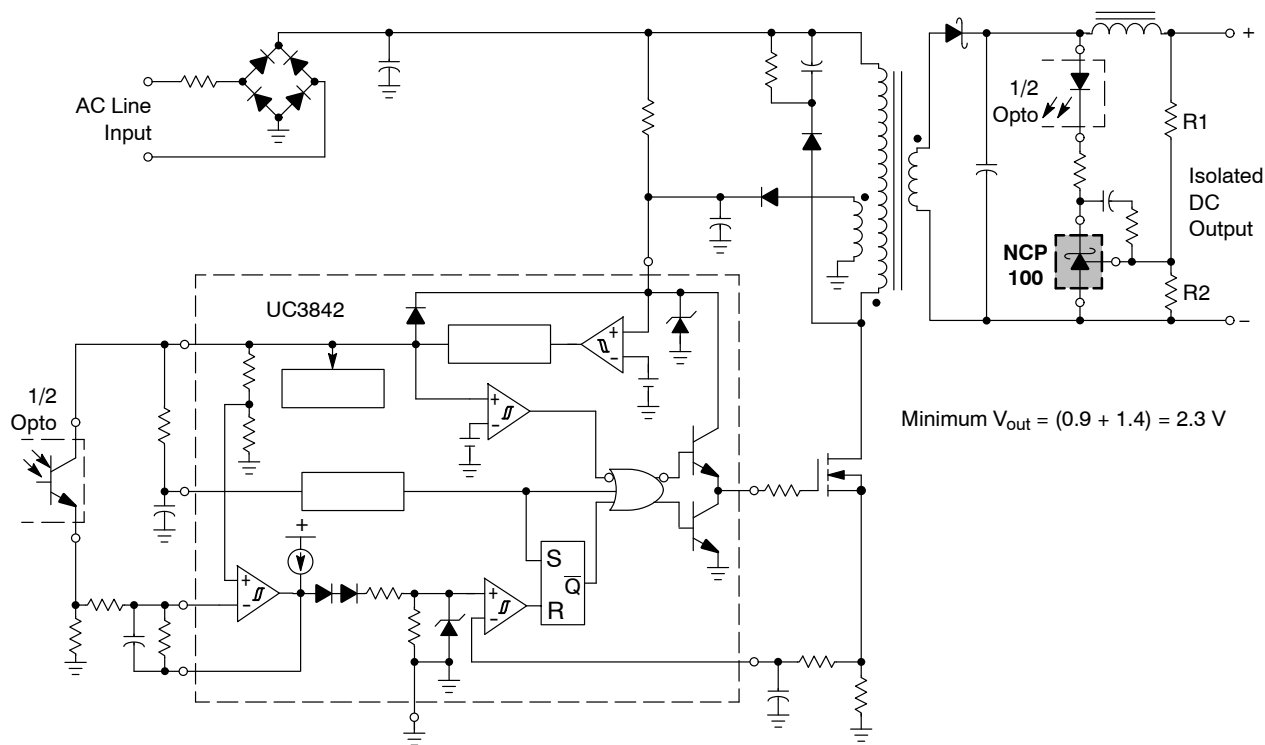 AC Line
Input
+
1/2
Opto
R1
Isolated
DC
Output
NCP
100
R2
–
UC3842
+
–
1/2
Opto
+
–
Minimum Vout = (0.9 + 1.4) = 2.3 V
+
+
–
S
Q
R
+
–